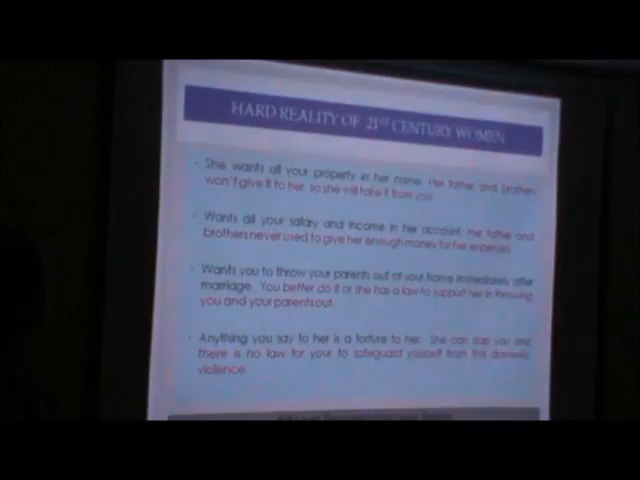 HARD REALITY OF 21ST CENTURY WOMEN
• She wants all your property in her name. Her father and brothers
won't give it to her, so she will take it from you.
• Wants all your salary and income in her account. Her father and
brothers never used to give her enough money for her expenses.
• Wants you to throw your parents out of your home immediately after
marriage. You better do it or she has a law to support her in throwing
you and your parents out.
• Anything you say to her is a torture to her. She can slap you and
there is no law for your to safeguard yourself from this domestic
violence.